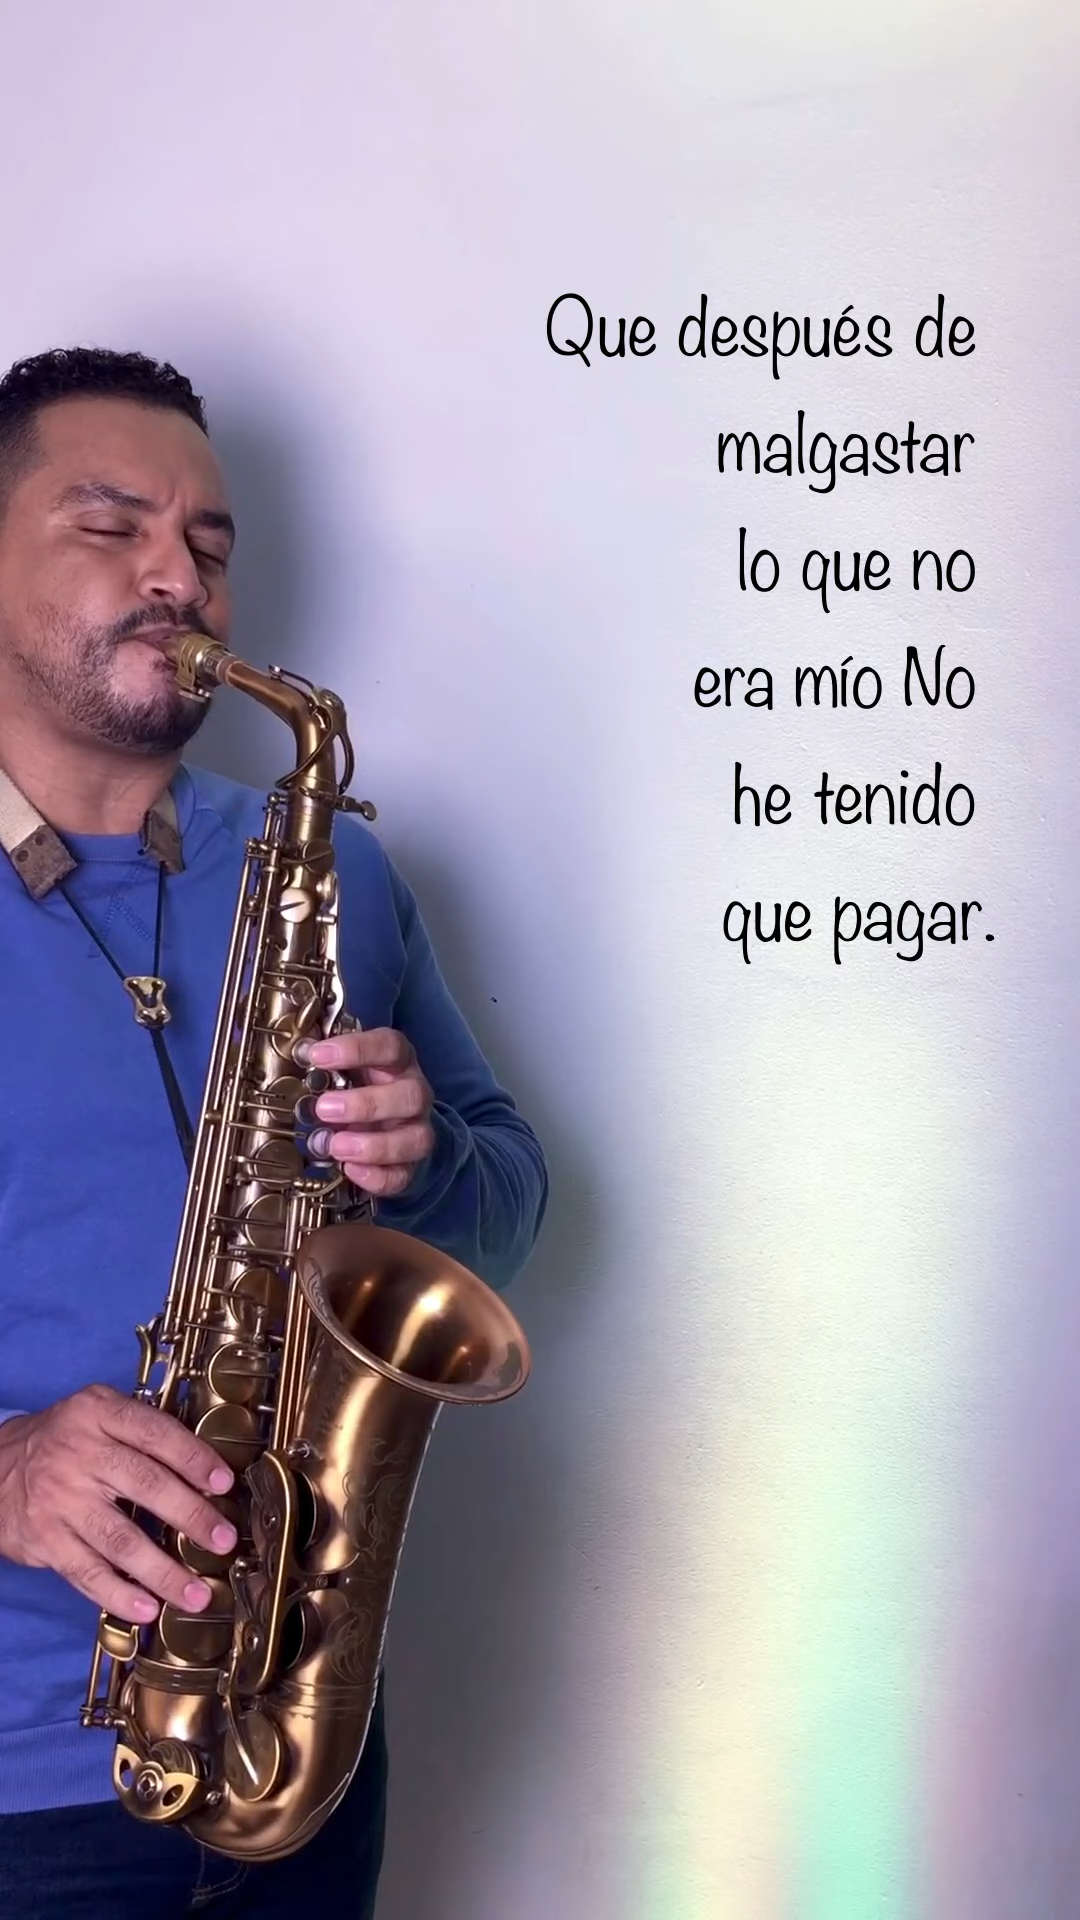 Que después de
malgastar
lo que no
era mío No
he tenido
que pagar.